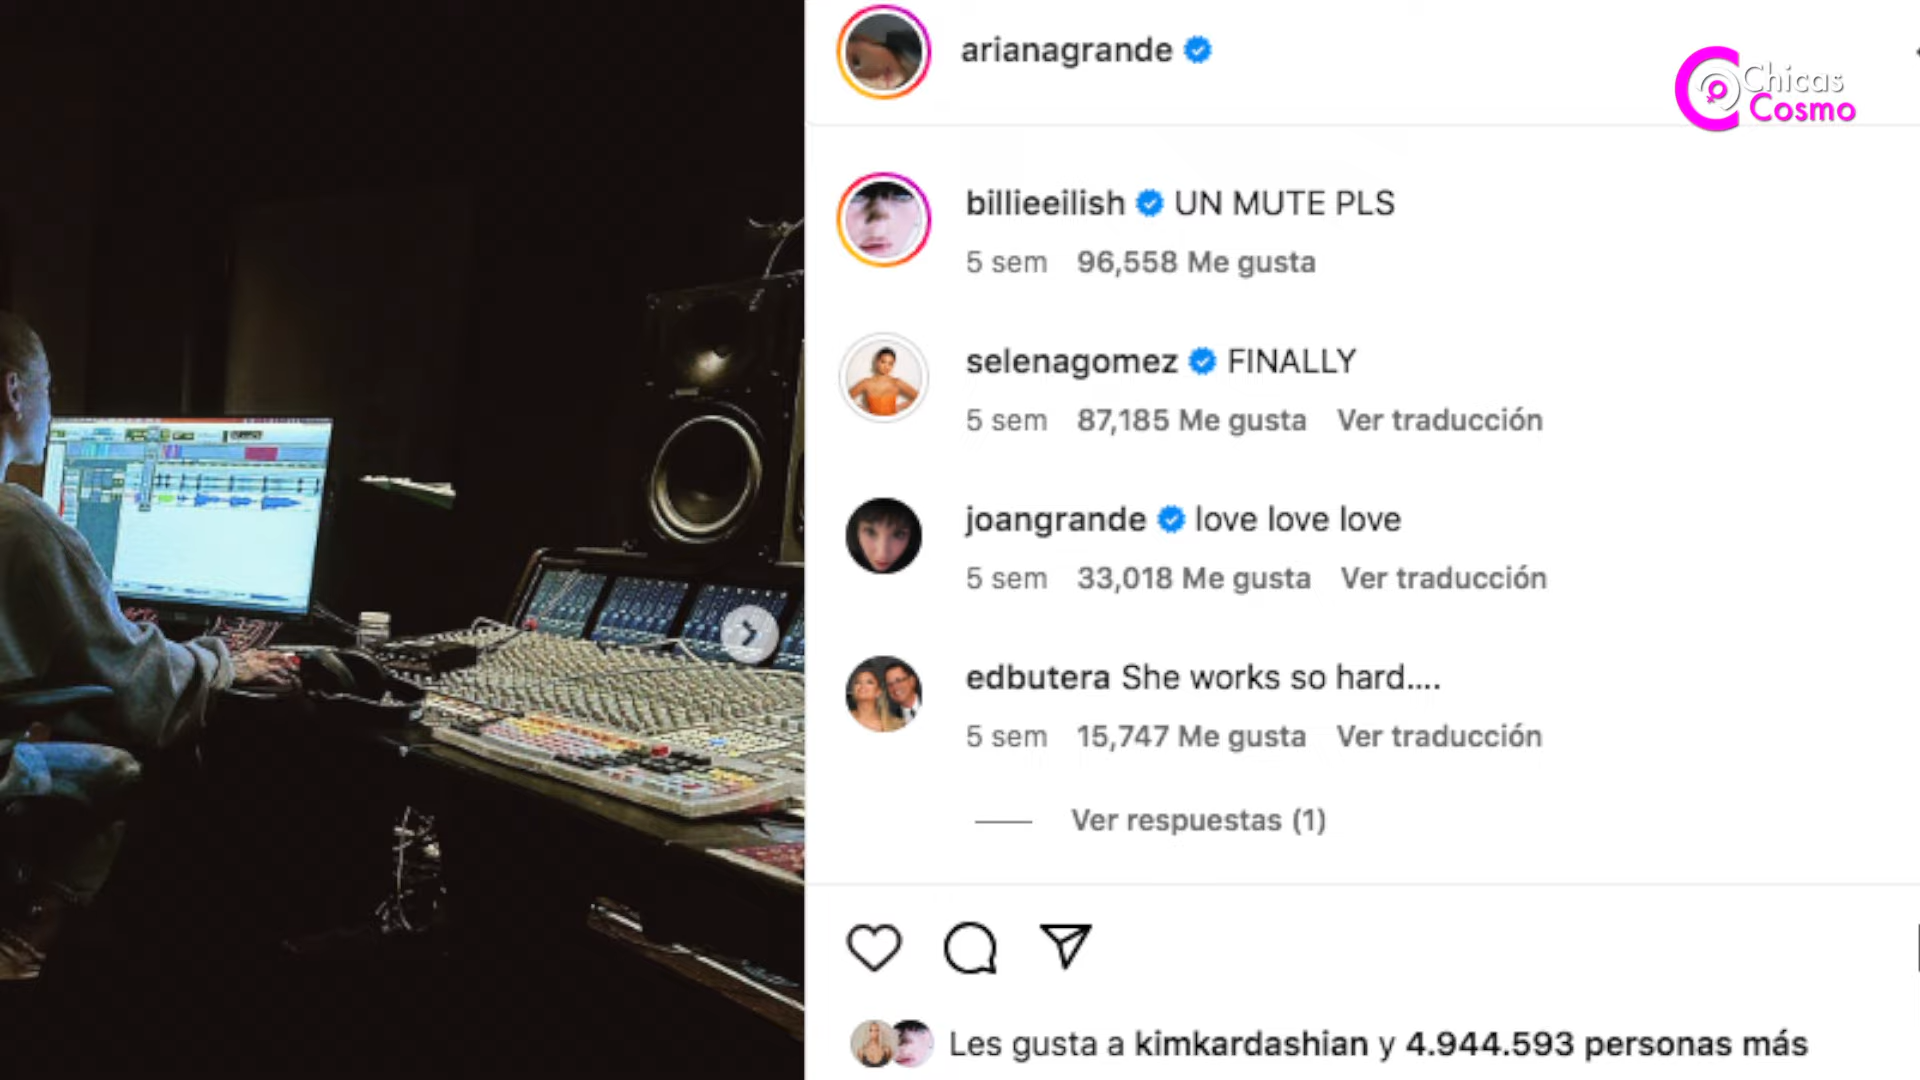 arianagrande
Chicas
Cosmo
billieeilish UN MUTE PLS
5 sem 96,558 Me gusta
selenagomez FINALLY
5 sem 87,185 Me gusta Ver traducción
joangrande love love love
5 sem 33,018 Me gusta Ver traducción
edbutera She works so hard....
5 sem 15,747 Me gusta Ver traducción
Ver respuestas (1)
Les gusta a kimkardashian y 4.944.593 personas más